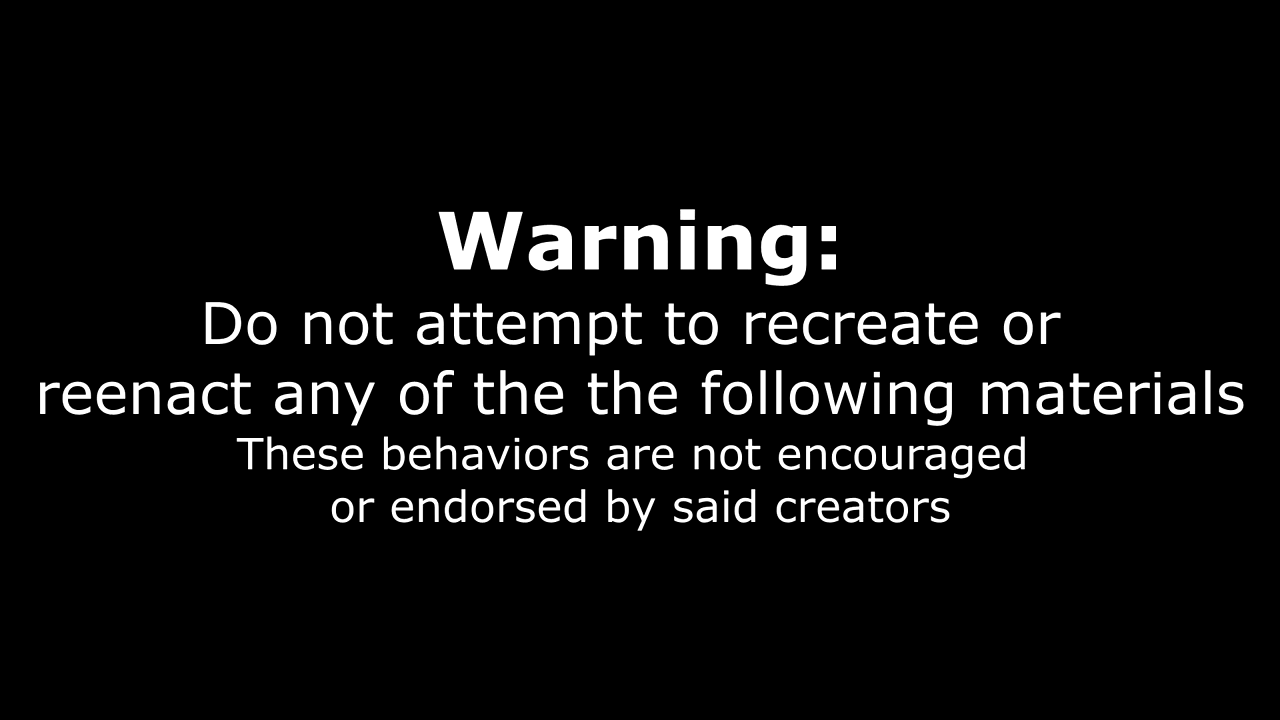 Warning:
Do not attempt to recreate or
reenact any of the the following materials
These behaviors are not encouraged
or endorsed by said creators